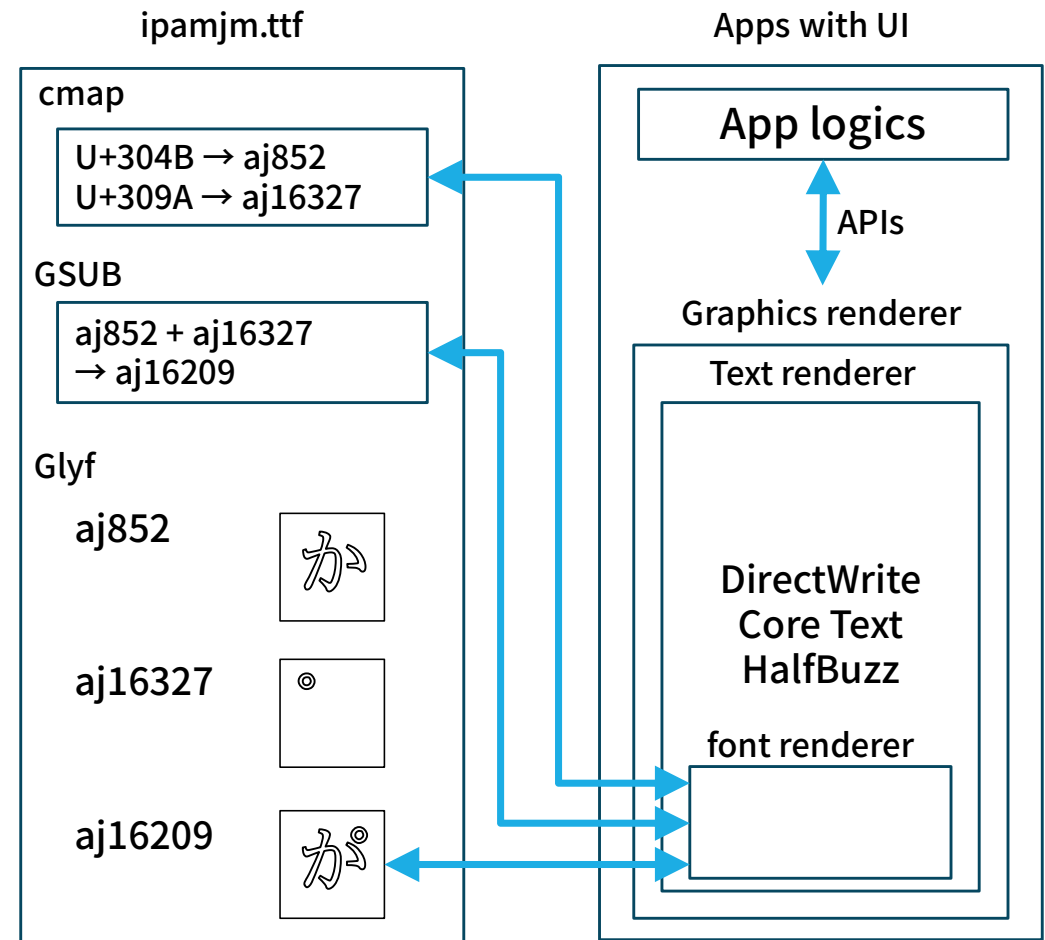 ipamjm.ttf
cmap
U+304B → aj852
U+309A → aj16327
GSUB
aj852 + aj16327
→ aj16209
Glyf
aj852
か
aj16327
゚
aj16209
か゚
Apps with UI
App logics
APIs
Graphics renderer
Text renderer
DirectWrite
Core Text
HalfBuzz
font renderer